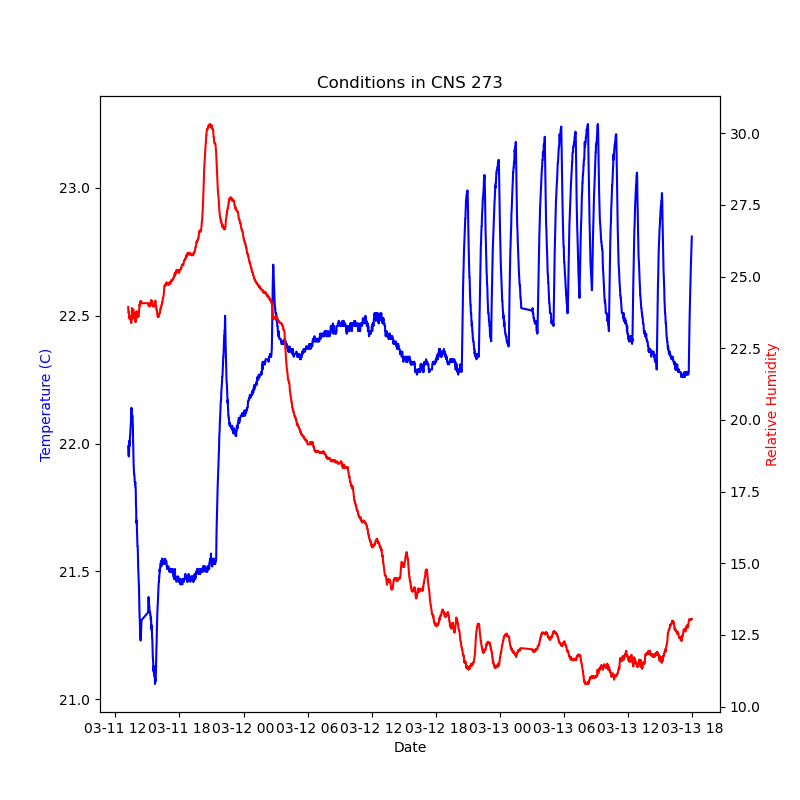 Conditions in CNS 273
23.0
22.5
22.0
21.5
21.0
Temperature (C)
30.0
27.5
25.0
22.5
20.0
17.5
15.0
12.5
10.0
Relative Humidity
03-11 12 03-11 18 03-12 00 03-12 06 03-12 12 03-12 18 03-13 00 03-13 06 03-13 12 03-13 18
Date